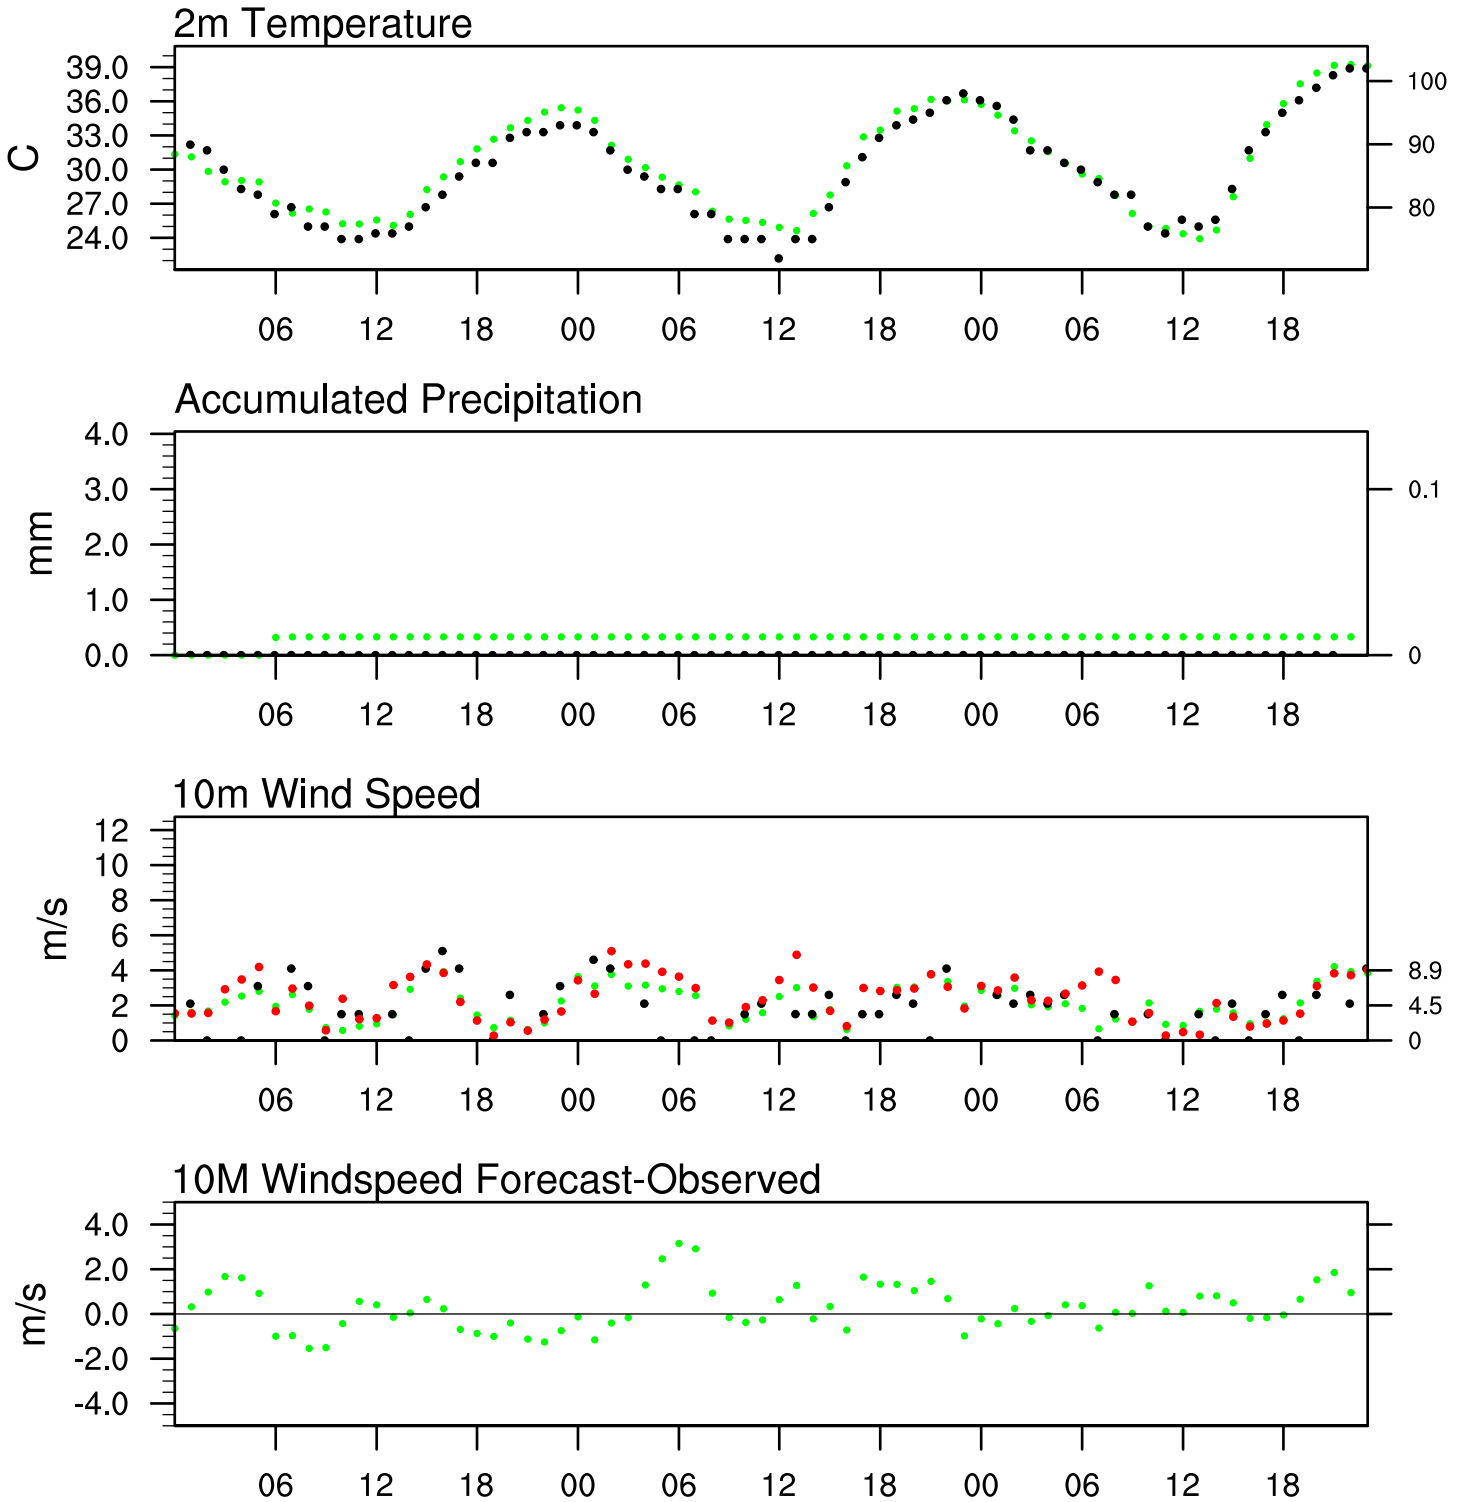 2m Temperature
39.0
36.0
33.0
30.0
27.0
24.0
C
100
90
80
06 12 18 00 06 12 18 00 06 12 18
Accumulated Precipitation
4.0
3.0
2.0
1.0
0.0
mm
0.1
0
06 12 18 00 06 12 18 00 06 12 18
10m Wind Speed
12
10
8
6
4
2
0
m/s
8.9
4.5
0
06 12 18 00 06 12 18 00 06 12 18
10M Windspeed Forecast-Observed
4.0
2.0
0.0
-2.0
-4.0
m/s
06 12 18 00 06 12 18 00 06 12 18